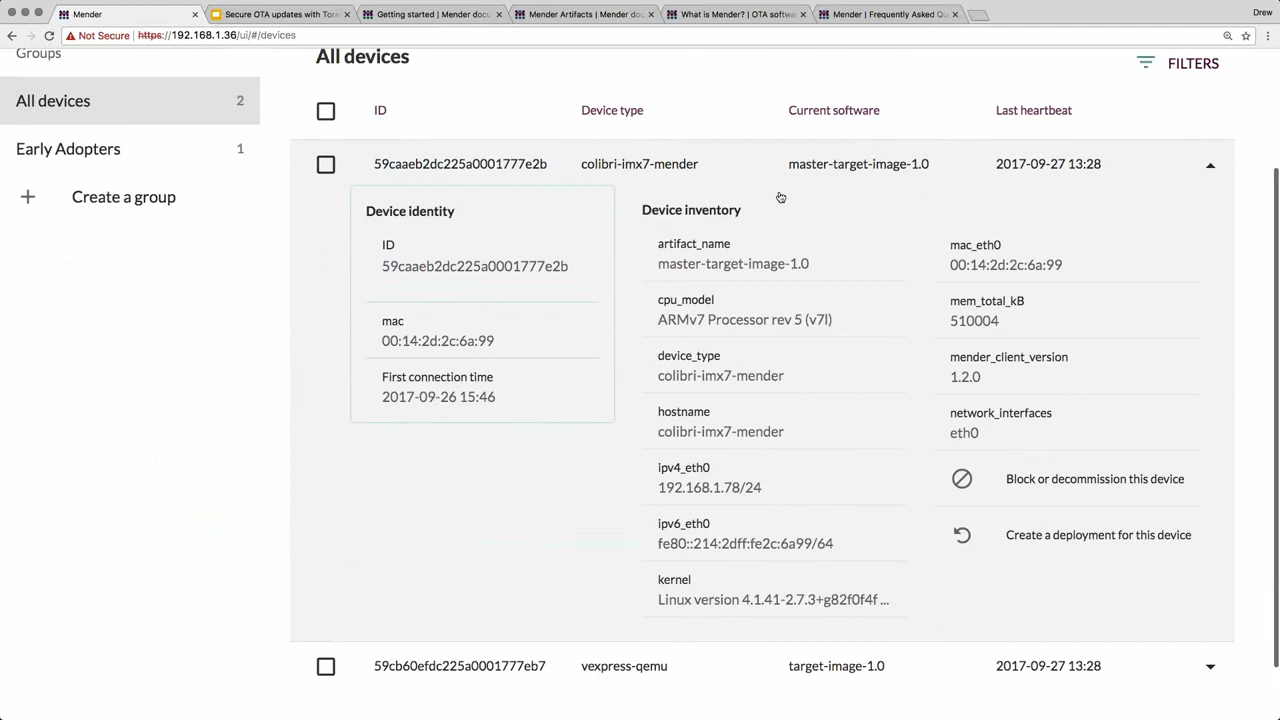 Mender
Secure OTA updates with Tora
Getting started | Mender docu
Mender Artifacts | Mender doc
What is Mender? | OTA softwa
Mender | Frequently Asked Qu
Drew
Not Secure
https://192.168.1.36/ui/#/devices
Groups
All devices
2
Early Adopters
1
Create a group
All devices
FILTERS
ID
Device type
Current software
Last heartbeat
59caaeb2dc225a0001777e2b
colibri-imx7-mender
master-target-image-1.0
2017-09-27 13:28
Device identity
ID
59caaeb2dc225a0001777e2b
mac
00:14:2d:2c:6a:99
First connection time
2017-09-26 15:46
Device inventory
artifact_name
master-target-image-1.0
cpu_model
ARMv7 Processor rev 5 (v7l)
device_type
colibri-imx7-mender
hostname
colibri-imx7-mender
ipv4_eth0
192.168.1.78/24
ipv6_eth0
fe80::214:2dff:fe2c:6a99/64
kernel
Linux version 4.1.41-2.7.3+g82f0f4f ...
mac_eth0
00:14:2d:2c:6a:99
mem_total_kB
510004
mender_client_version
1.2.0
network_interfaces
eth0
Block or decommission this device
Create a deployment for this device
59cb60efdc225a0001777eb7
vexpress-qemu
target-image-1.0
2017-09-27 13:28